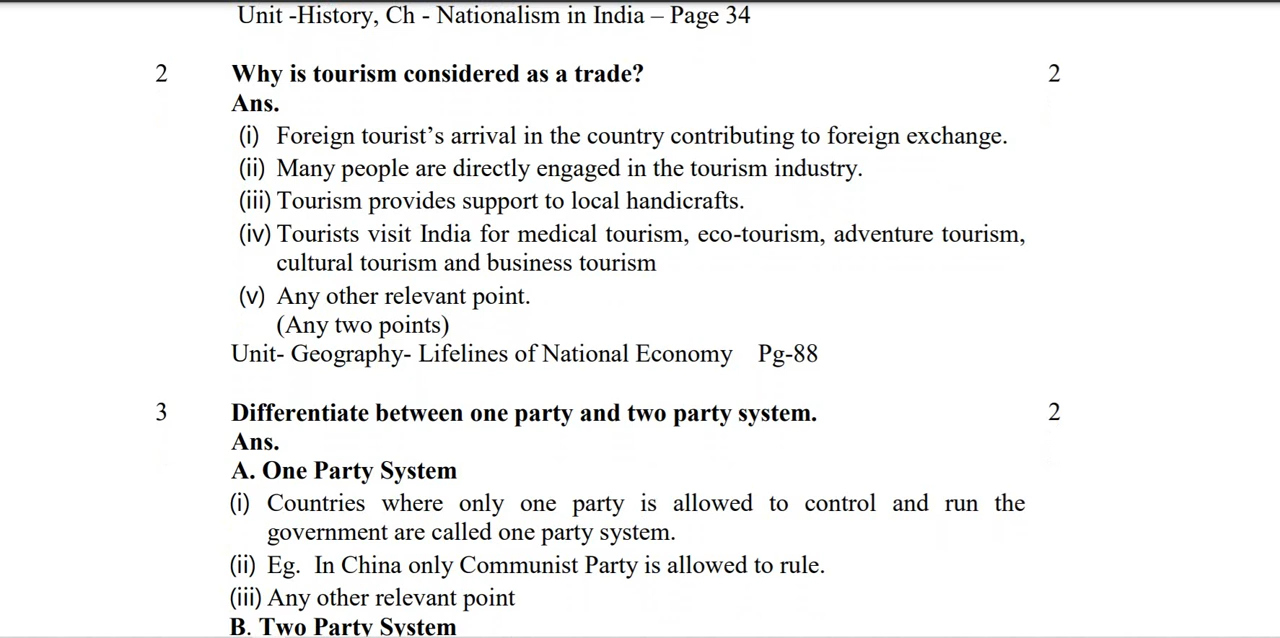 Unit -History, Ch - Nationalism in India – Page 34
2 Why is tourism considered as a trade? 2
Ans.
(i) Foreign tourist’s arrival in the country contributing to foreign exchange.
(ii) Many people are directly engaged in the tourism industry.
(iii) Tourism provides support to local handicrafts.
(iv) Tourists visit India for medical tourism, eco-tourism, adventure tourism,
cultural tourism and business tourism
(v) Any other relevant point.
(Any two points)
Unit- Geography- Lifelines of National Economy Pg-88
3 Differentiate between one party and two party system. 2
Ans.
A. One Party System
(i) Countries where only one party is allowed to control and run the
government are called one party system.
(ii) Eg. In China only Communist Party is allowed to rule.
(iii) Any other relevant point
B. Two Party System